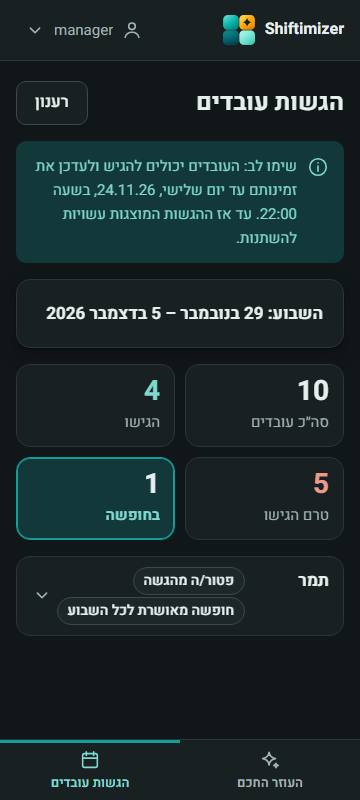 Shiftimizer
manager
הגשות עובדים
רענון
שימו לב: העובדים יכולים להגיש ולעדכן את
זמינותם עד יום שלישי, 24.11.26, בשעה
22:00. עד אז ההגשות המוצגות עשויות
להשתנות.
השבוע: 29 בנובמבר – 5 בדצמבר 2026
10
סה"כ עובדים
4
הגישו
5
טרם הגישו
1
בחופשה
תמר
פטור/ה מהגשה
חופשה מאושרת לכל השבוע
העוזר החכם
הגשות עובדים